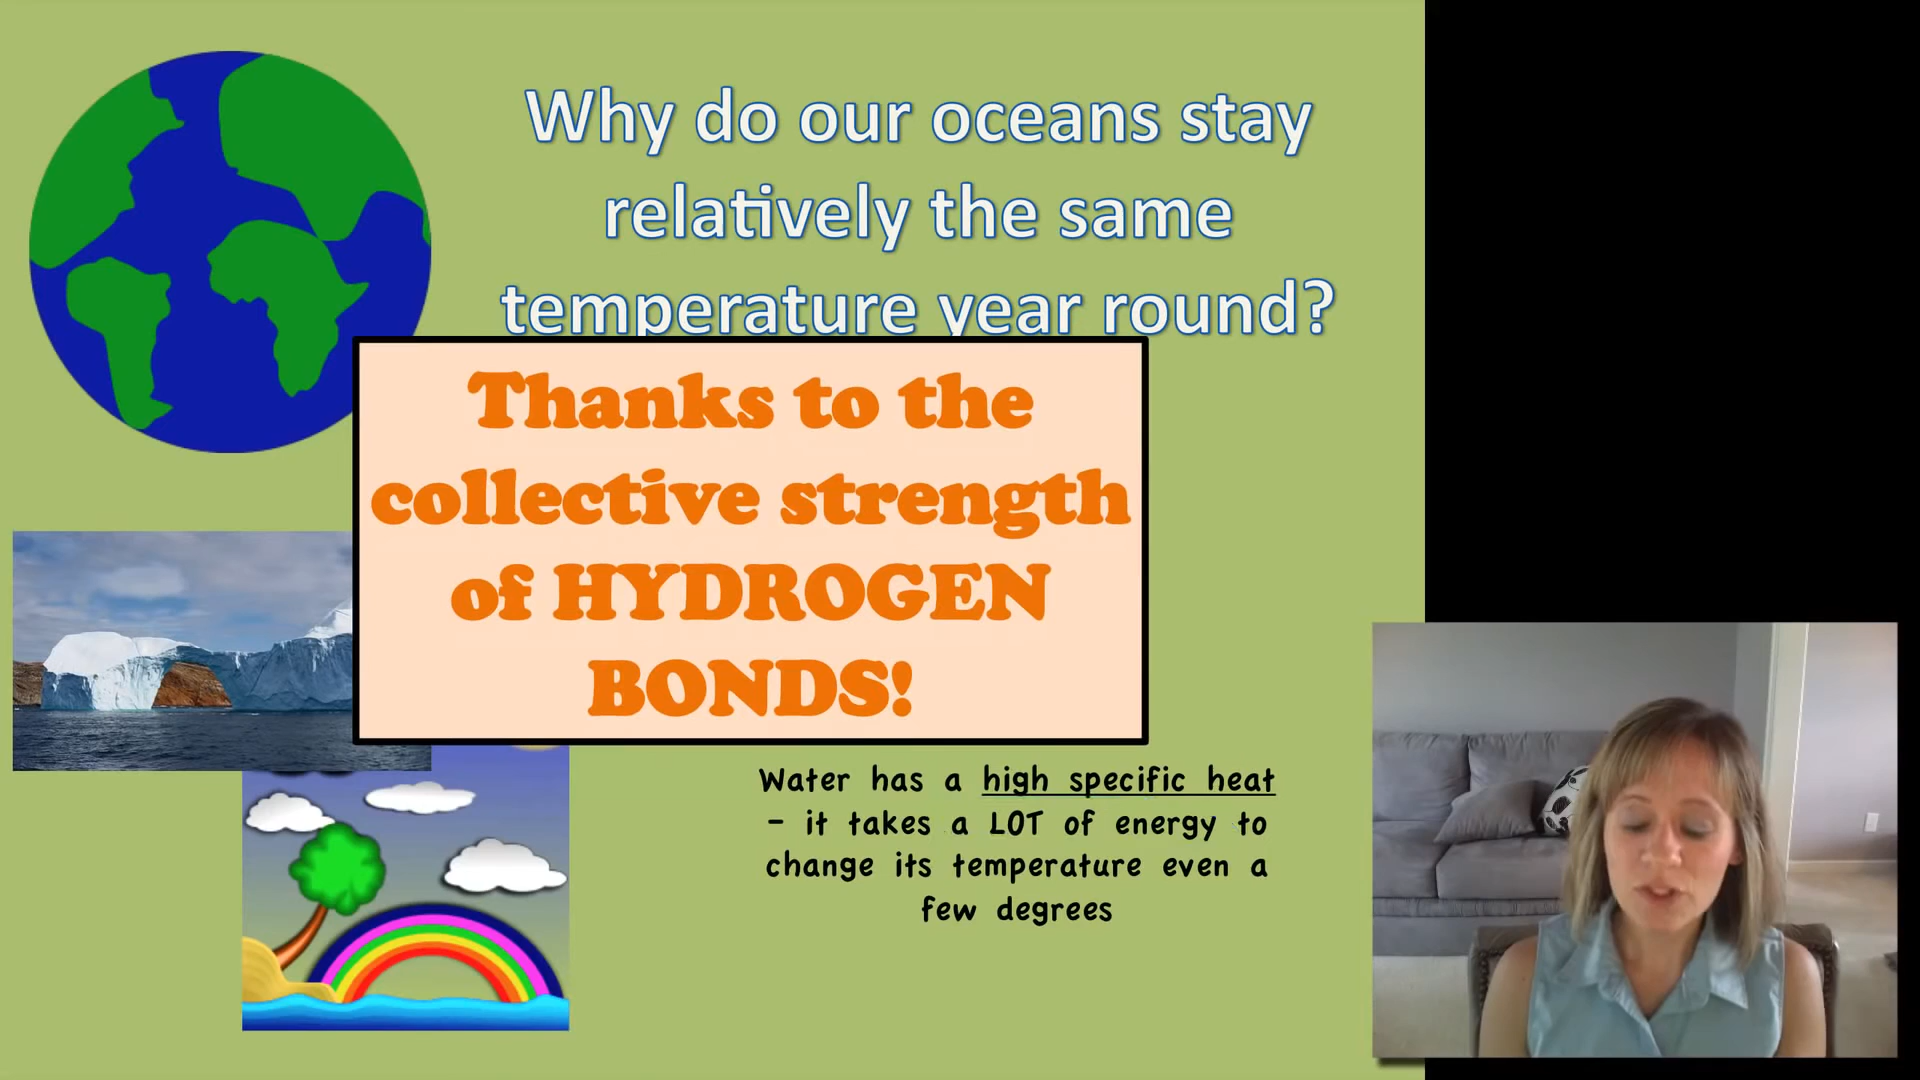 Why do our oceans stay
relatively the same
temperature year round?
Thanks to the
collective strength
of HYDROGEN
BONDS!
Water has a high specific heat
- it takes a LOT of energy to
change its temperature even a
few degrees